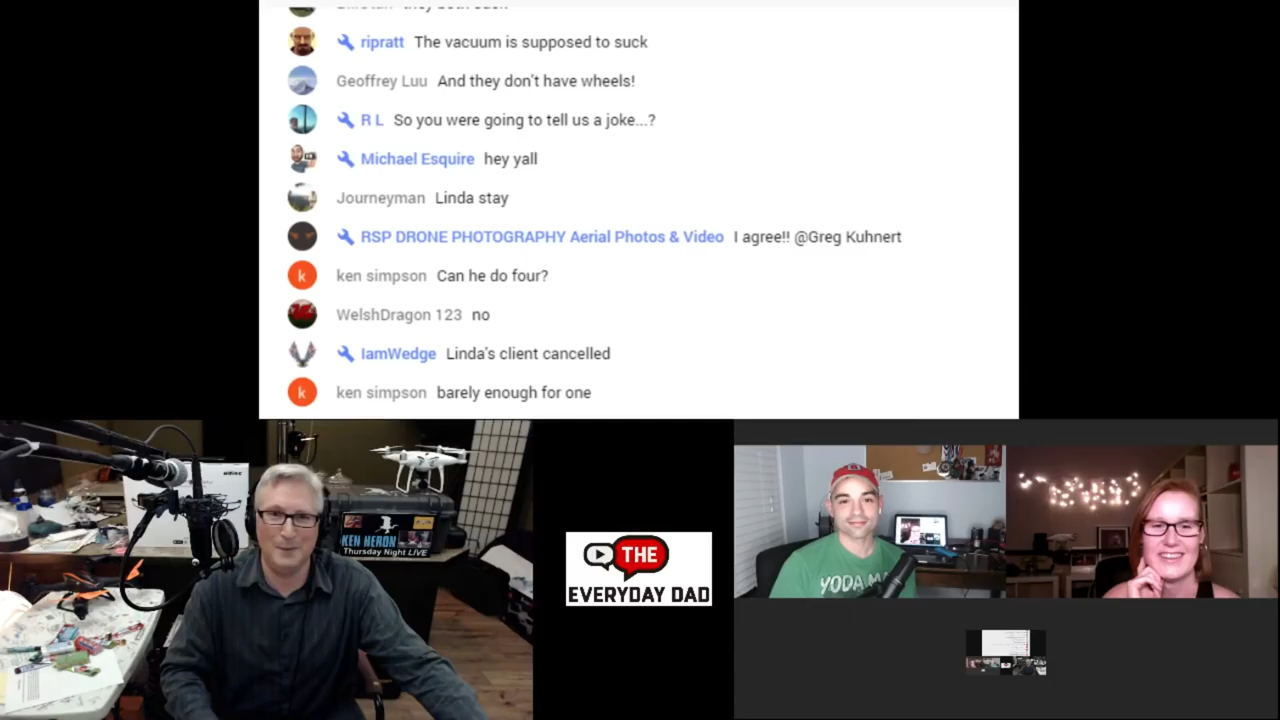 ripratt The vacuum is supposed to suck
Geoffrey Luu And they don't have wheels!
R L So you were going to tell us a joke...?
Michael Esquire hey yall
Journeyman Linda stay
RSP DRONE PHOTOGRAPHY Aerial Photos & Video I agree!! @Greg Kuhnert
k ken simpson Can he do four?
WelshDragon 123 no
IamWedge Linda's client cancelled
k ken simpson barely enough for one
KEN HERON
Thursday Night LIVE
THE
EVERYDAY DAD